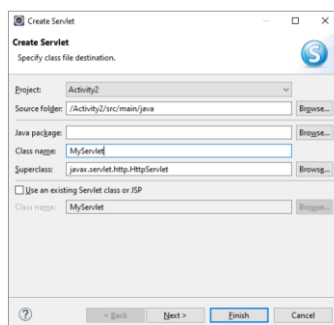 Create Servlet
Create Servlet
Specify class file destination.
S
Project: Activity2
Source folder: /Activity2/src/main/java Browse...
Java package: Browse...
Class name: MyServlet
Superclass: javax.servlet.http.HttpServlet Browse...
Use an existing Servlet class or JSP
Class name: MyServlet Browse...
? < Back Next > Finish Cancel